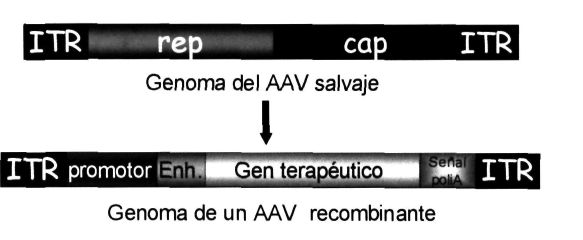 ITR rep cap ITR
Genoma del AAV salvaje
ITR promotor Enh. Gen terapéutico Señal
poliA ITR
Genoma de un AAV recombinante